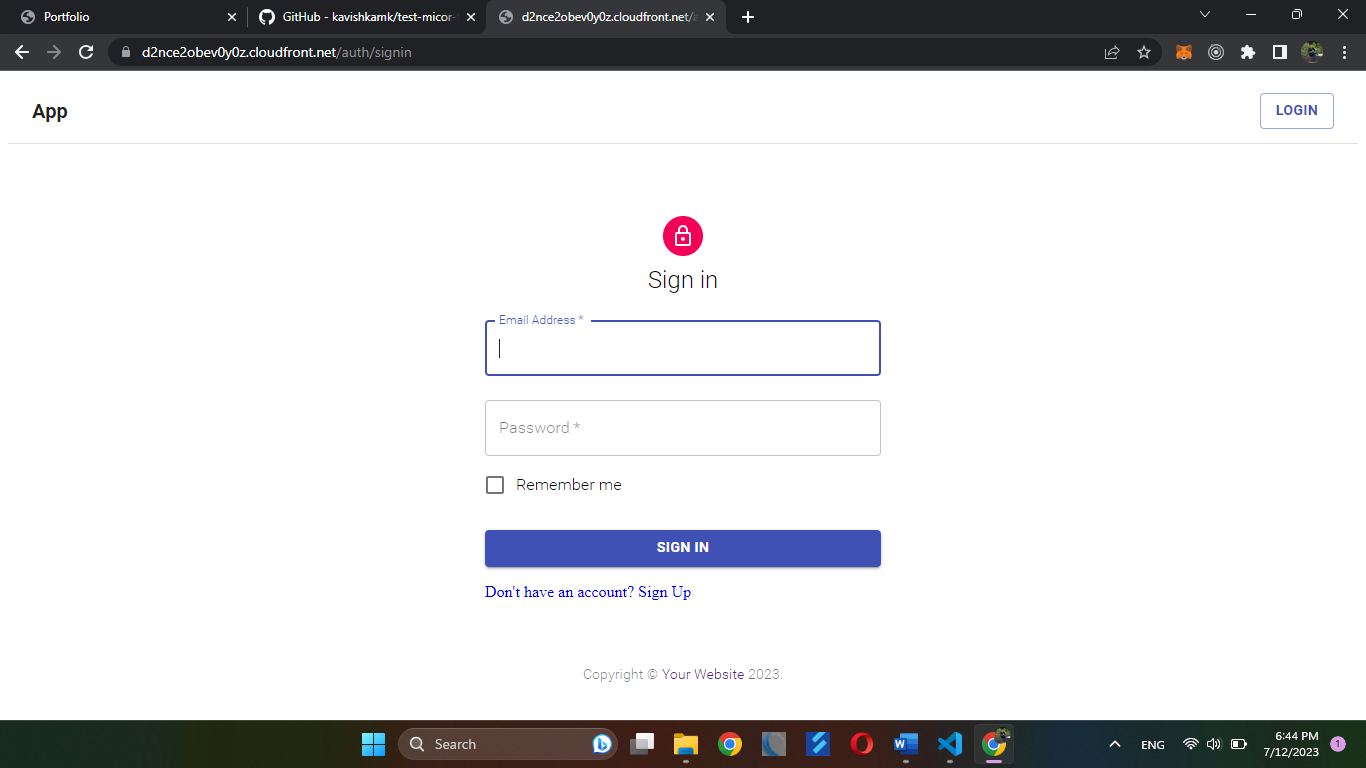 Portfolio
GitHub - kavishkamk/test-micor-
d2nce2obev0y0z.cloudfront.net/a
d2nce2obev0y0z.cloudfront.net/auth/signin
App
LOGIN
Sign in
Email Address *
Password *
Remember me
SIGN IN
Don't have an account? Sign Up
Copyright © Your Website 2023.
Search
ENG
6:44 PM
7/12/2023
1